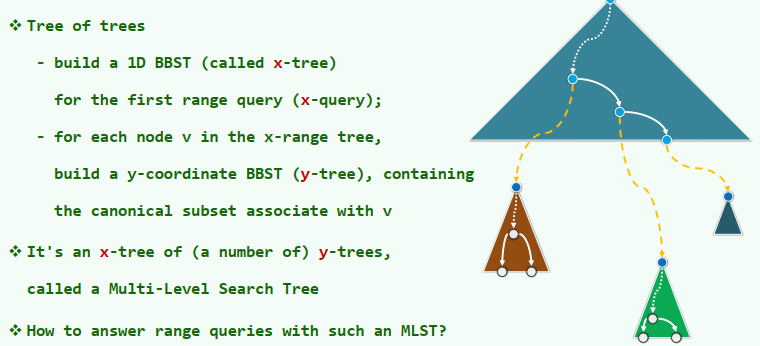 ❖ Tree of trees
- build a 1D BBST (called x-tree)
for the first range query (x-query);
- for each node v in the x-range tree,
build a y-coordinate BBST (y-tree), containing
the canonical subset associate with v
❖ It's an x-tree of (a number of) y-trees,
called a Multi-Level Search Tree
❖ How to answer range queries with such an MLST?